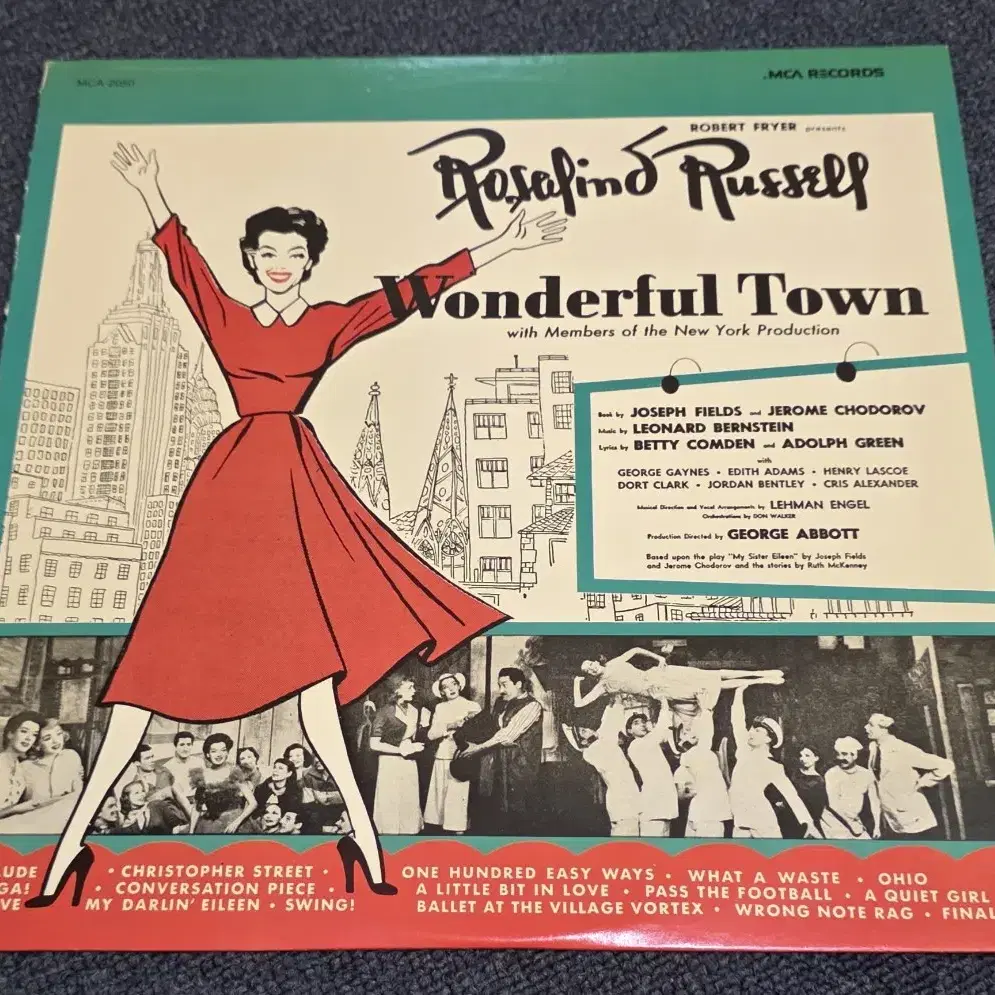 MCA-2050
MCA RECORDS
ROBERT FRYER presents
Rosalind Russell
Wonderful Town
with Members of the New York Production
Book by JOSEPH FIELDS and JEROME CHODOROV
Music by LEONARD BERNSTEIN
Lyrics by BETTY COMDEN and ADOLPH GREEN
with
GEORGE GAYNES • EDITH ADAMS • HENRY LASCOE
DORT CLARK • JORDAN BENTLEY • CRIS ALEXANDER
Musical Direction and Vocal Arrangements by LEHMAN ENGEL
Orchestrations by DON WALKER
Production Directed by GEORGE ABBOTT
Based upon the play "My Sister Eileen" by Joseph Fields
and Jerome Chodorov and the stories by Ruth McKenney
UDE • CHRISTOPHER STREET • ONE HUNDRED EASY WAYS • WHAT A WASTE • OHIO
GA! • CONVERSATION PIECE • A LITTLE BIT IN LOVE • PASS THE FOOTBALL • A QUIET GIRL
VE MY DARLIN' EILEEN • SWING! BALLET AT THE VILLAGE VORTEX • WRONG NOTE RAG • FINAL